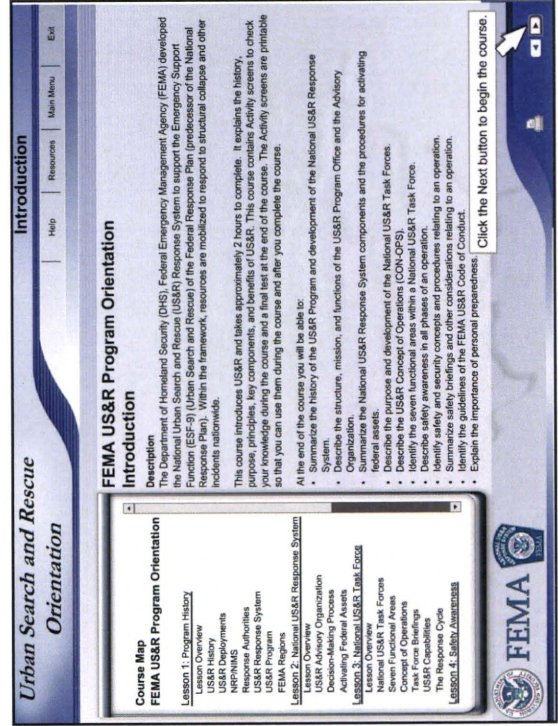 Urban Search and Rescue
Orientation
Introduction
Help
Resources
Main Menu
Exit
Course Map
FEMA US&R Program Orientation
Lesson 1: Program History
Lesson Overview
US&R History
US&R Deployments
NRP/NIMS
Response Authorities
US&R Response System
US&R Program
FEMA Regions
Lesson 2: National US&R Response System
Lesson Overview
US&R Advisory Organization
Decision-Making Process
Activating Federal Assets
Lesson 3: National US&R Task Force
Lesson Overview
National US&R Task Forces
Seven Functional Areas
Concept of Operations
Task Force Briefings
US&R Capabilities
The Response Cycle
Lesson 4: Safety Awareness
FEMA US&R Program Orientation
Introduction
Description
The Department of Homeland Security (DHS), Federal Emergency Management Agency (FEMA) developed
the National Urban Search and Rescue (US&R) Response System to support the Emergency Support
Function (ESF-9) (Urban Search and Rescue) of the Federal Response Plan (predecessor of the National
Response Plan). Within the framework, resources are mobilized to respond to structural collapse and other
incidents nationwide.
This course introduces US&R and takes approximately 2 hours to complete. It explains the history,
purpose, principles, key components, and benefits of US&R. This course contains Activity screens to check
your knowledge during the course and a final test at the end of the course. The Activity screens are printable
so that you can use them during the course and after you complete the course.
At the end of the course you will be able to:
• Summarize the history of the US&R Program and development of the National US&R Response
System.
• Describe the structure, mission, and functions of the US&R Program Office and the Advisory
Organization.
• Summarize the National US&R Response System components and the procedures for activating
federal assets.
• Describe the purpose and development of the National US&R Task Forces.
• Describe the US&R Concept of Operations (CON-OPS).
• Identify the seven functional areas within a National US&R Task Force.
• Describe safety awareness in all phases of an operation.
• Identify safety and security concepts and procedures relating to an operation.
• Summarize safety briefings and other considerations relating to an operation.
• Identify the guidelines of the FEMA US&R Code of Conduct.
• Explain the importance of personal preparedness.
Click the Next button to begin the course.
FEMA